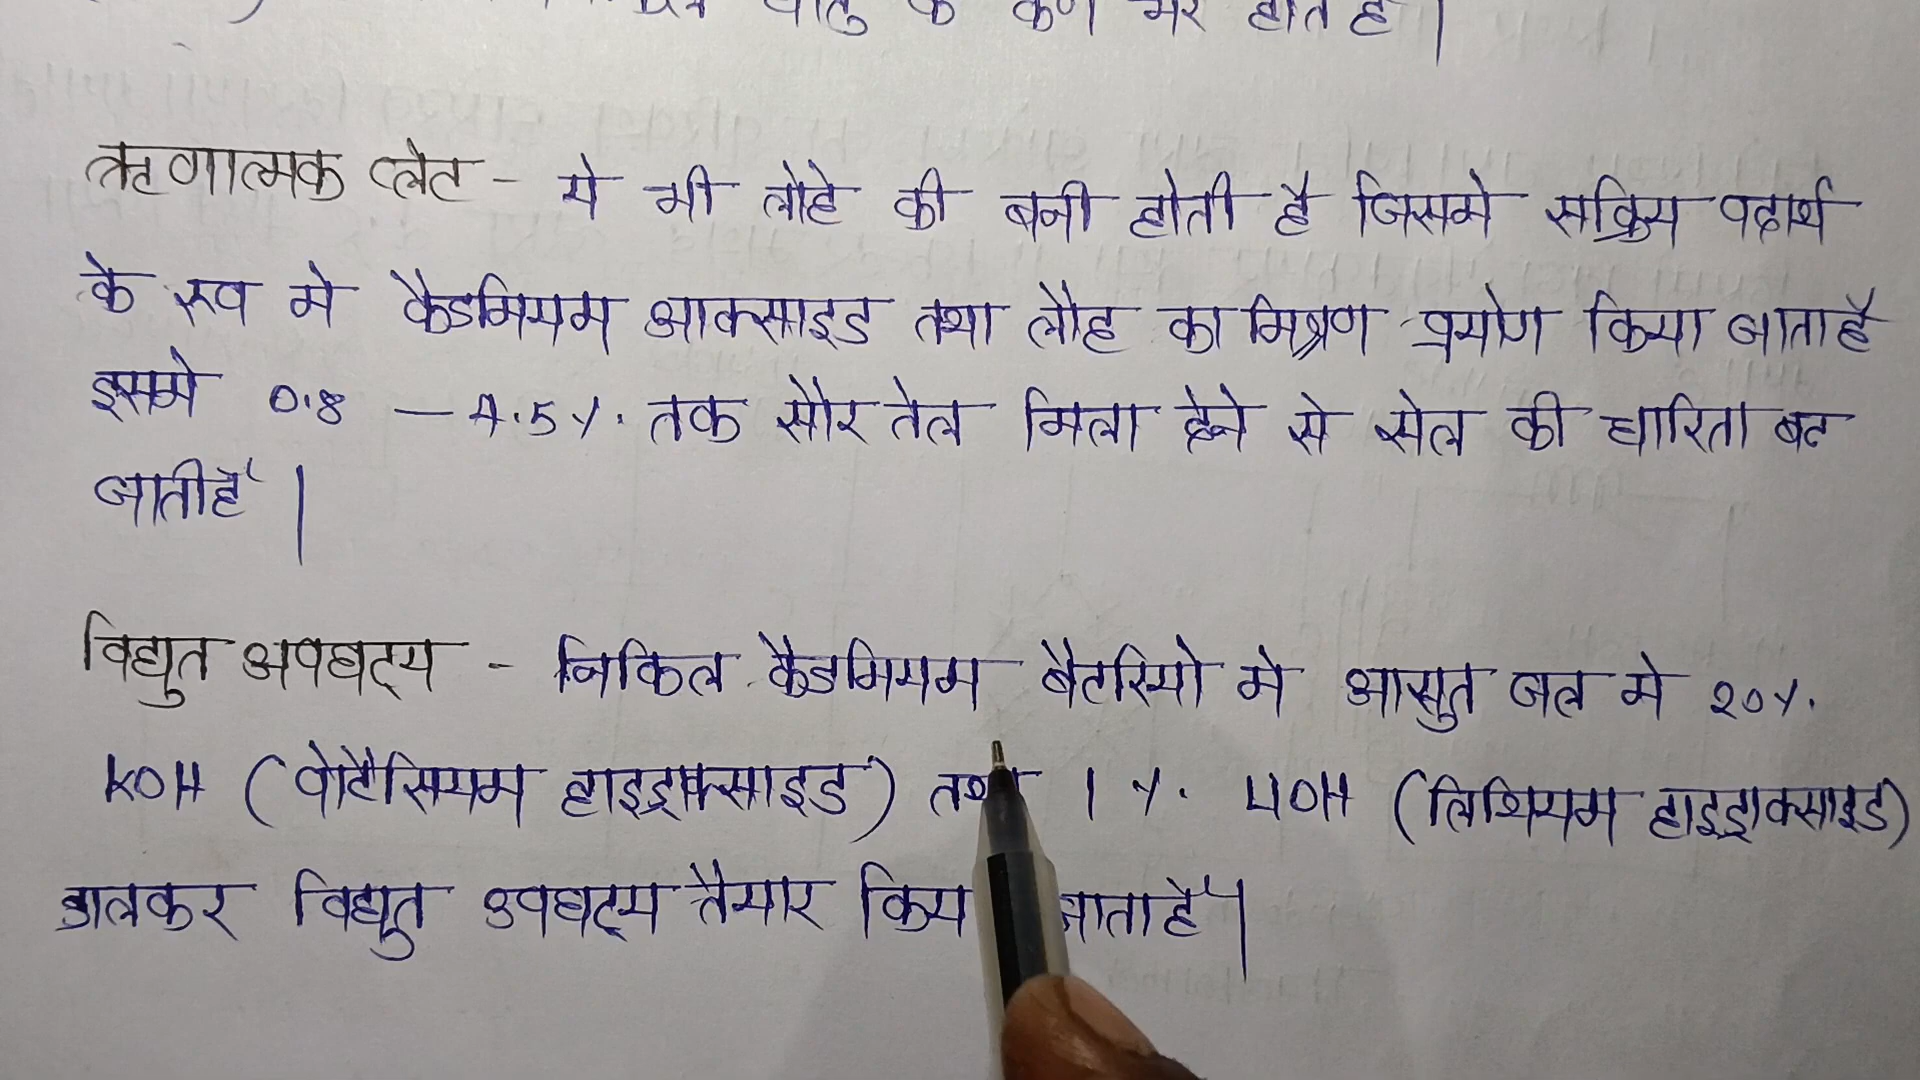 धातु के कण भरे होते है |
ऋणात्मक प्लेट - ये भी लोहे की बनी होती है जिसमे सक्रिय पदार्थ
के रूप मे कैडमियम आक्साइड तथा लौह का मिश्रण प्रयोग किया जाता है
इसमे 0.8 — 4.5 %. तक सौर तेल मिला देने से सेल की धारिता बढ
जाती है |
विद्युत अपघट्य - निकिल कैडमियम बैटरियो मे आसुत जल मे 20 %.
KOH (पोटैसियम हाइड्राक्साइड) तथा 1 %. LiOH (लिथियम हाइड्राक्साइड)
डालकर विद्युत अपघट्य तैयार किया जाता है |